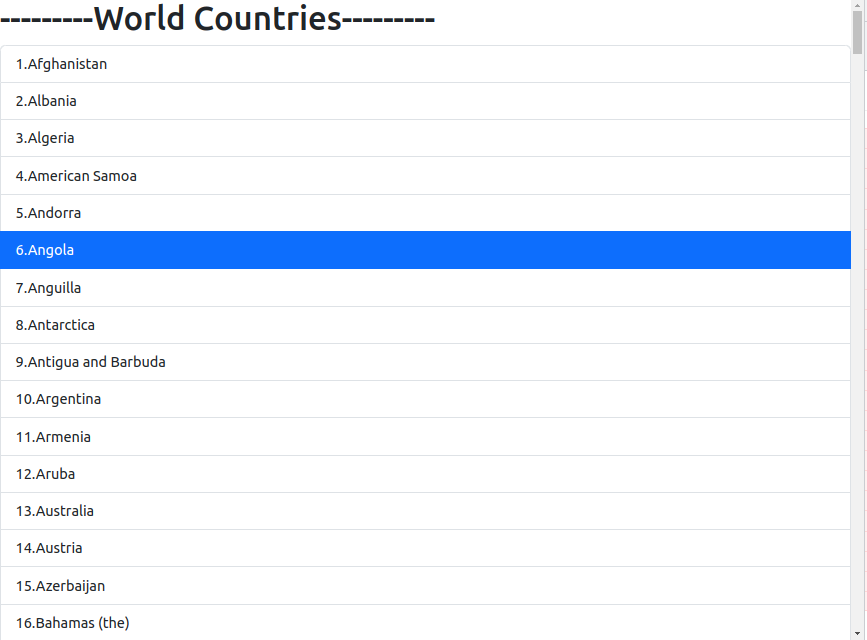 ---------World Countries---------
1.Afghanistan
2.Albania
3.Algeria
4.American Samoa
5.Andorra
6.Angola
7.Anguilla
8.Antarctica
9.Antigua and Barbuda
10.Argentina
11.Armenia
12.Aruba
13.Australia
14.Austria
15.Azerbaijan
16.Bahamas (the)